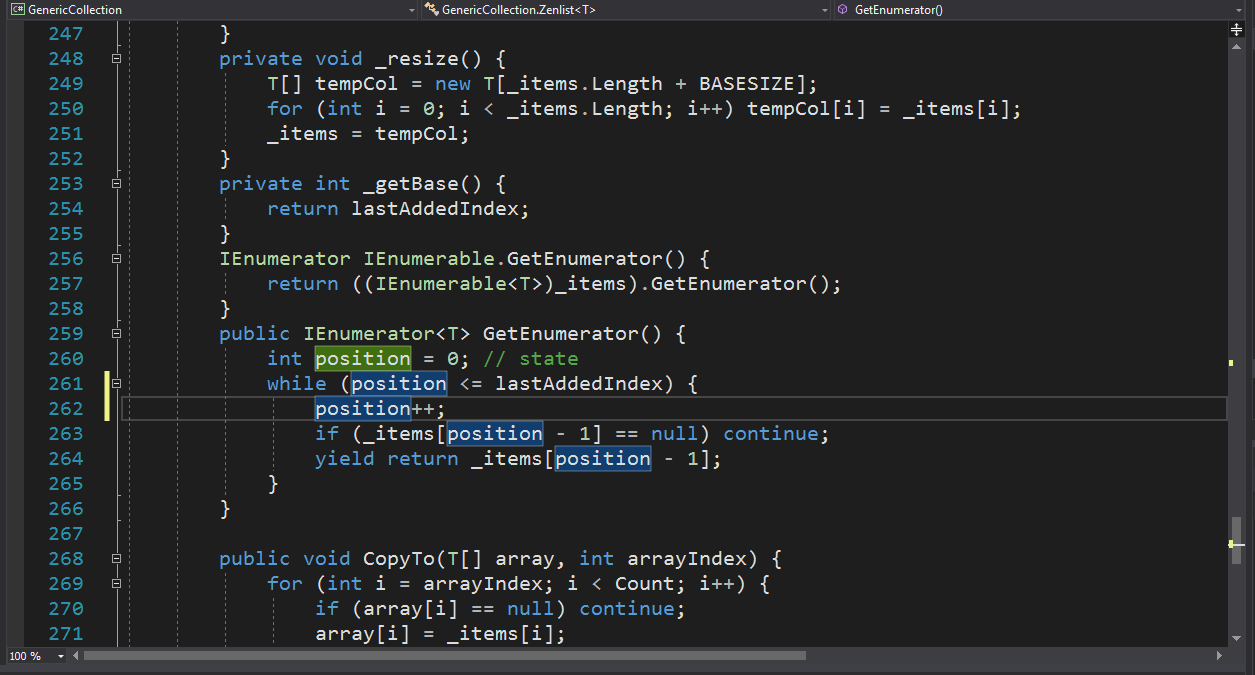 GenericCollection GenericCollection.Zenlist<T> GetEnumerator()
247 }
248 private void _resize() {
249 T[] tempCol = new T[_items.Length + BASESIZE];
250 for (int i = 0; i < _items.Length; i++) tempCol[i] = _items[i];
251 _items = tempCol;
252 }
253 private int _getBase() {
254 return lastAddedIndex;
255 }
256 IEnumerator IEnumerable.GetEnumerator() {
257 return ((IEnumerable<T>)_items).GetEnumerator();
258 }
259 public IEnumerator<T> GetEnumerator() {
260 int position = 0; // state
261 while (position <= lastAddedIndex) {
262 position++;
263 if (_items[position - 1] == null) continue;
264 yield return _items[position - 1];
265 }
266 }
267
268 public void CopyTo(T[] array, int arrayIndex) {
269 for (int i = arrayIndex; i < Count; i++) {
270 if (array[i] == null) continue;
271 array[i] = _items[i];
100 %